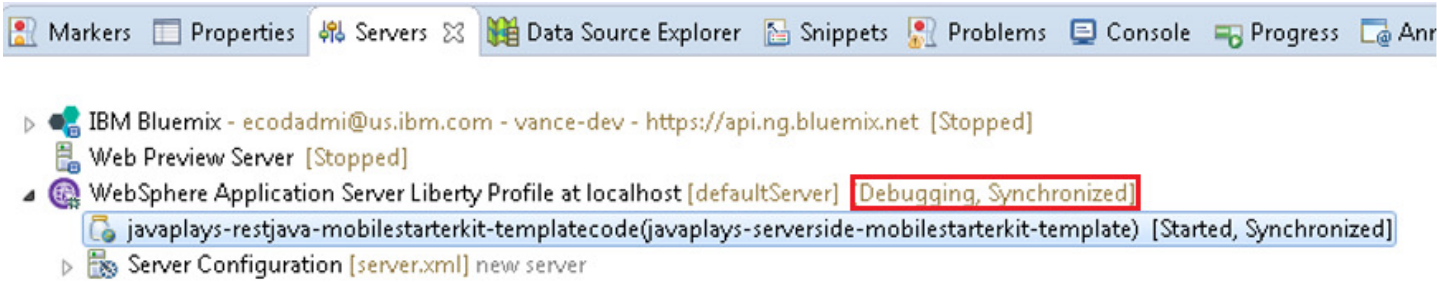 Markers Properties Servers Data Source Explorer Snippets Problems Console Progress Ann
IBM Bluemix - ecodadmi@us.ibm.com - vance-dev - https://api.ng.bluemix.net [Stopped]
Web Preview Server [Stopped]
WebSphere Application Server Liberty Profile at localhost [defaultServer] [Debugging, Synchronized]
javaplays-restjava-mobilestarterkit-templatecode(javaplays-serverside-mobilestarterkit-template) [Started, Synchronized]
Server Configuration [server.xml] new server